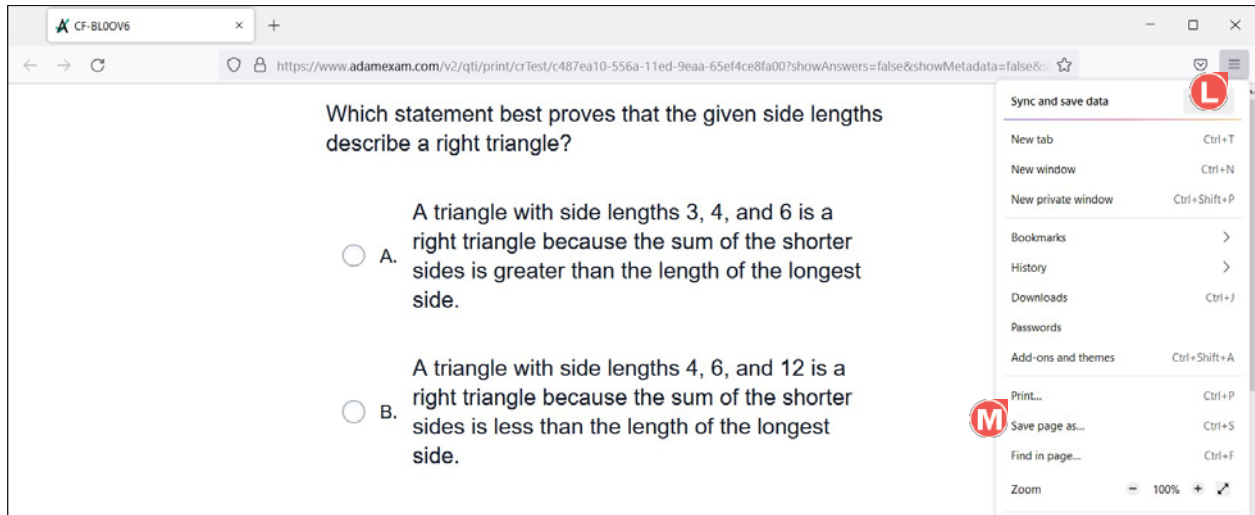 CF-BL0OV6
https://www.adamexam.com/v2/qti/print/crTest/c487ea10-556a-11ed-9eaa-65ef4ce8fa00?showAnswers=false&showMetadata=false&
Which statement best proves that the given side lengths
describe a right triangle?
A triangle with side lengths 3, 4, and 6 is a
A. right triangle because the sum of the shorter
sides is greater than the length of the longest
side.
A triangle with side lengths 4, 6, and 12 is a
B. right triangle because the sum of the shorter
sides is less than the length of the longest
side.
L
Sync and save data
New tab Ctrl+T
New window Ctrl+N
New private window Ctrl+Shift+P
Bookmarks
History
Downloads Ctrl+J
Passwords
Add-ons and themes Ctrl+Shift+A
Print... Ctrl+P
M
Save page as... Ctrl+S
Find in page... Ctrl+F
Zoom − 100% +